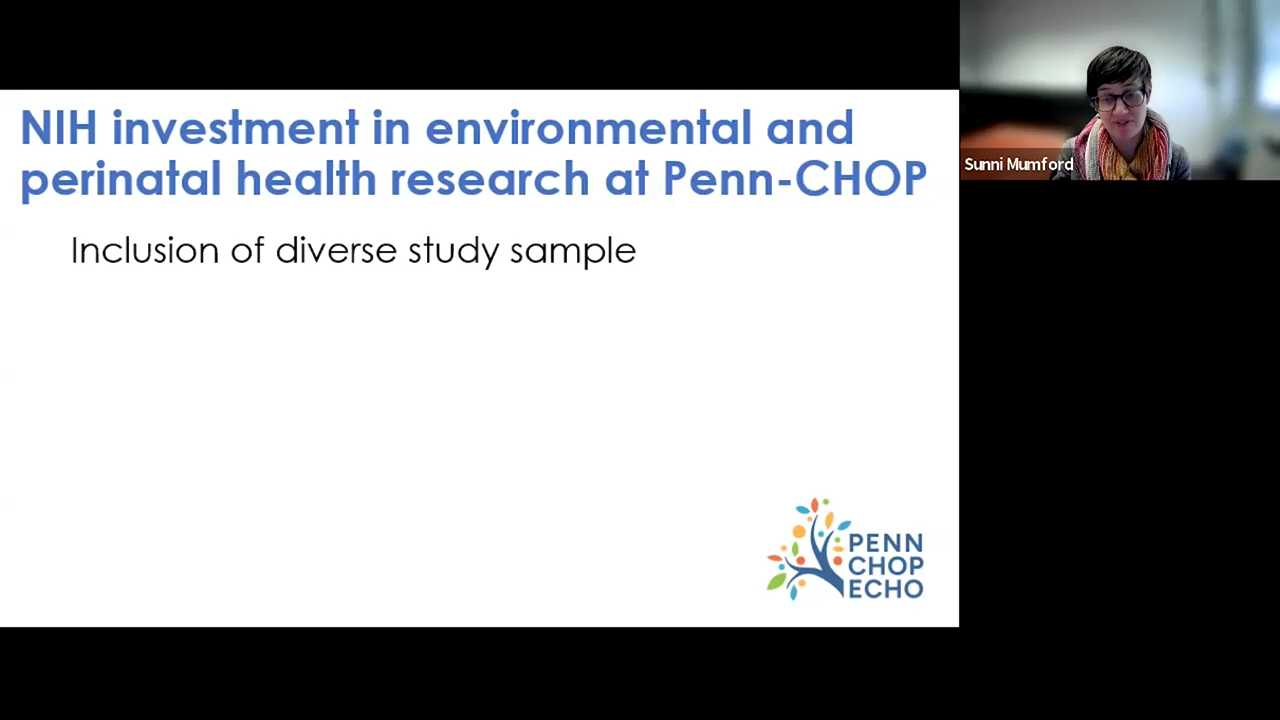 NIH investment in environmental and
perinatal health research at Penn-CHOP
Inclusion of diverse study sample
PENN
CHOP
ECHO
Sunni Mumford